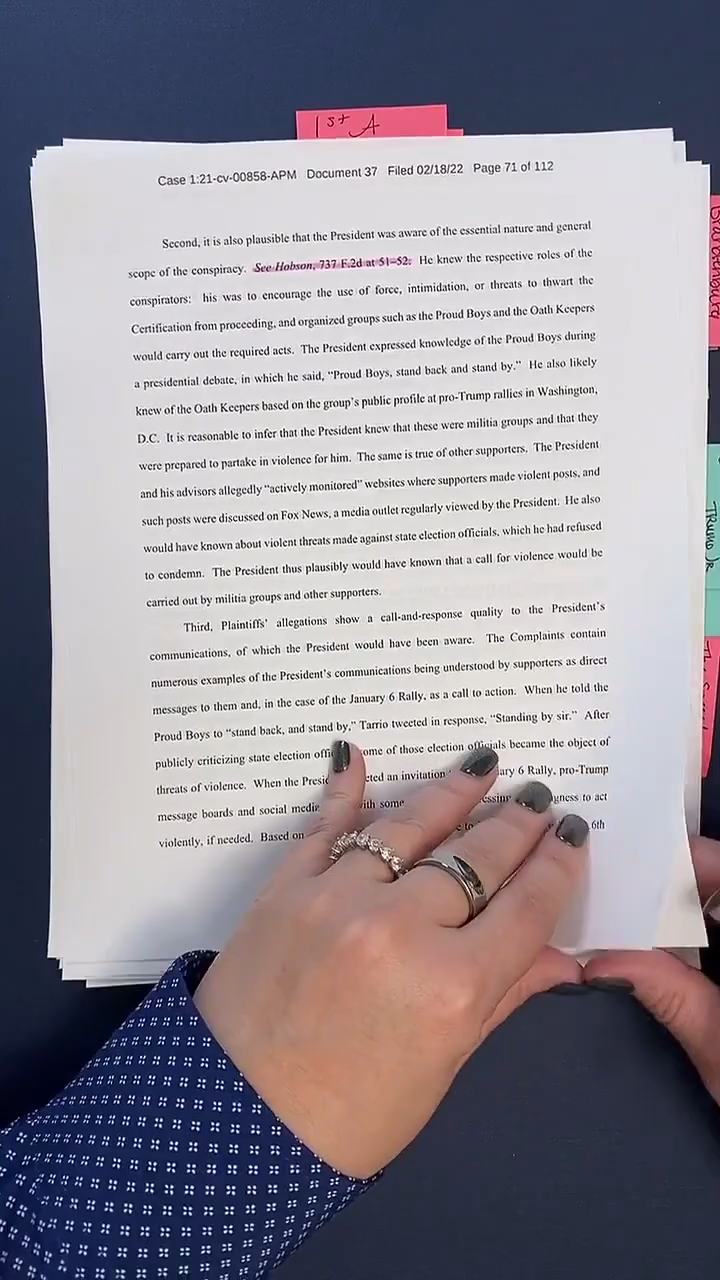 1st A
Case 1:21-cv-00858-APM Document 37 Filed 02/18/22 Page 71 of 112
Second, it is also plausible that the President was aware of the essential nature and general
scope of the conspiracy. See Hobson, 737 F.2d at 51–52. He knew the respective roles of the
conspirators: his was to encourage the use of force, intimidation, or threats to thwart the
Certification from proceeding, and organized groups such as the Proud Boys and the Oath Keepers
would carry out the required acts. The President expressed knowledge of the Proud Boys during
a presidential debate, in which he said, “Proud Boys, stand back and stand by.” He also likely
knew of the Oath Keepers based on the group’s public profile at pro-Trump rallies in Washington,
D.C. It is reasonable to infer that the President knew that these were militia groups and that they
were prepared to partake in violence for him. The same is true of other supporters. The President
and his advisors allegedly “actively monitored” websites where supporters made violent posts, and
such posts were discussed on Fox News, a media outlet regularly viewed by the President. He also
would have known about violent threats made against state election officials, which he had refused
to condemn. The President thus plausibly would have known that a call for violence would be
carried out by militia groups and other supporters.
Third, Plaintiffs’ allegations show a call-and-response quality to the President’s
communications, of which the President would have been aware. The Complaints contain
numerous examples of the President’s communications being understood by supporters as direct
messages to them and, in the case of the January 6 Rally, as a call to action. When he told the
Proud Boys to “stand back, and stand by,” Tarrio tweeted in response, “Standing by sir.” After
publicly criticizing state election some of those election officials became the object of
threats of violence. When the an invitation 6 Rally, pro-Trump
message boards and social with some to act
violently, if needed. Based on 6th
Brandenburg
TRUMP JR